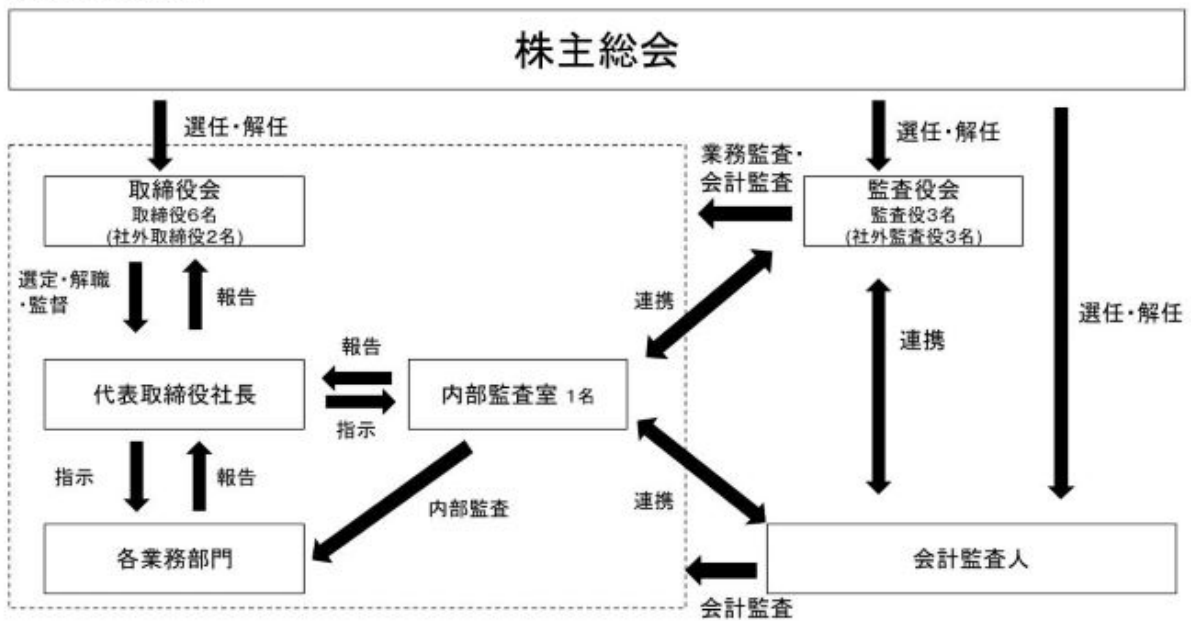 株主総会
選任・解任
選任・解任
業務監査・
会計監査
取締役会
取締役6名
(社外取締役2名)
監査役会
監査役3名
(社外監査役3名)
選定・解職
・監督
報告
連携
選任・解任
連携
報告
代表取締役社長
内部監査室 1名
指示
指示
報告
内部監査
連携
各業務部門
会計監査人
会計監査